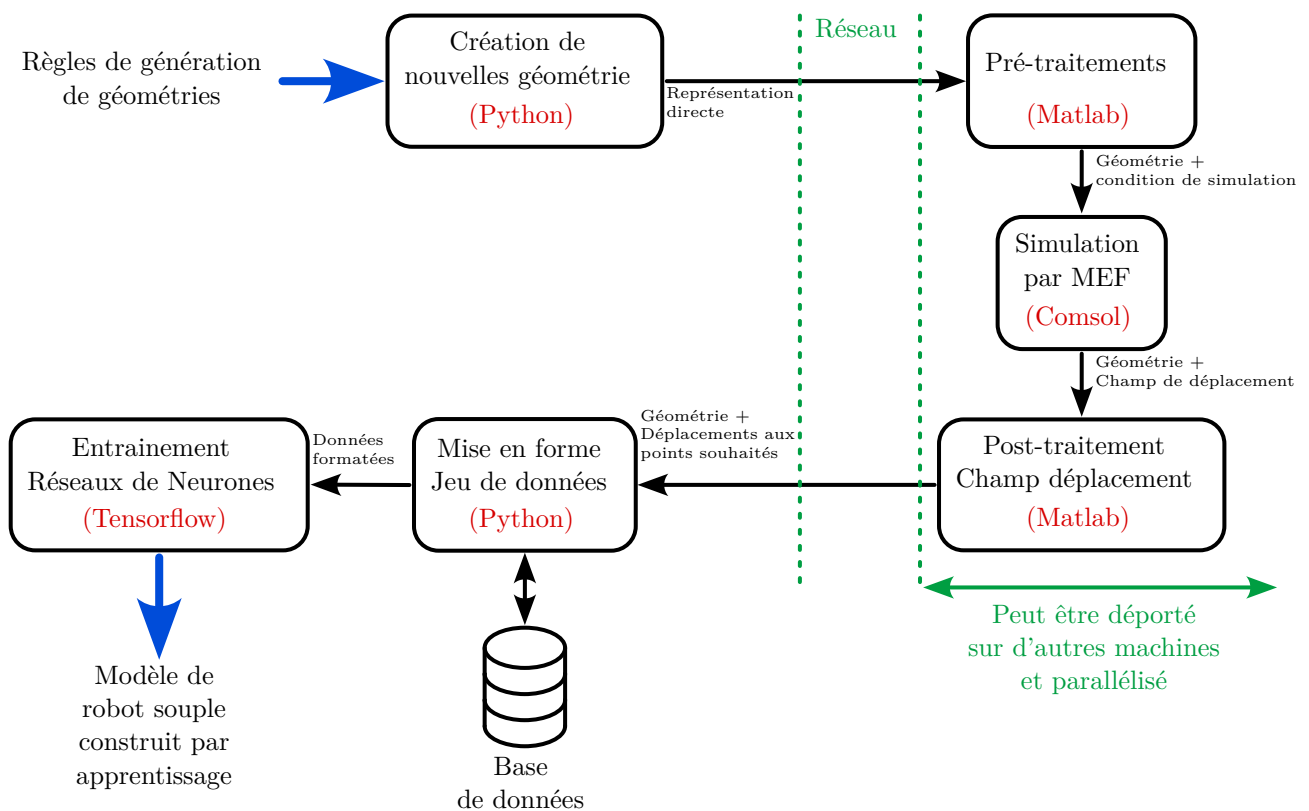 Règles de génération
de géométries
Création de
nouvelles géométrie
(Python)
Représentation
directe
Réseau
Pré-traitements
(Matlab)
Géométrie +
condition de simulation
Simulation
par MEF
(Comsol)
Géométrie +
Champ de déplacement
Post-traitement
Champ déplacement
(Matlab)
Géométrie +
Déplacements aux
points souhaités
Mise en forme
Jeu de données
(Python)
Données
formatées
Entrainement
Réseaux de Neurones
(Tensorflow)
Modèle de
robot souple
construit par
apprentissage
Base
de données
Peut être déporté
sur d'autres machines
et parallélisé